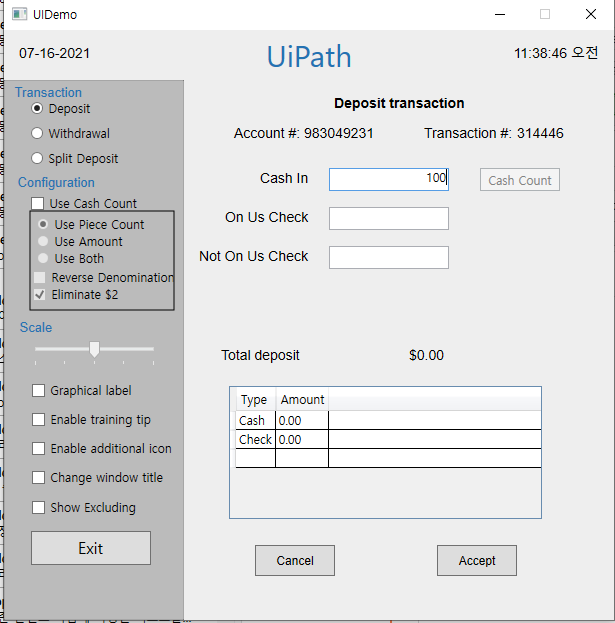 UIDemo
07-16-2021
UiPath
11:38:46 오전
Transaction
Deposit
Withdrawal
Split Deposit
Configuration
Use Cash Count
Use Piece Count
Use Amount
Use Both
Reverse Denomination
Eliminate $2
Scale
Graphical label
Enable training tip
Enable additional icon
Change window title
Show Excluding
Exit
Deposit transaction
Account #: 983049231 Transaction #: 314446
Cash In 100 Cash Count
On Us Check
Not On Us Check
Total deposit $0.00
Type Amount
Cash 0.00
Check 0.00
Cancel Accept